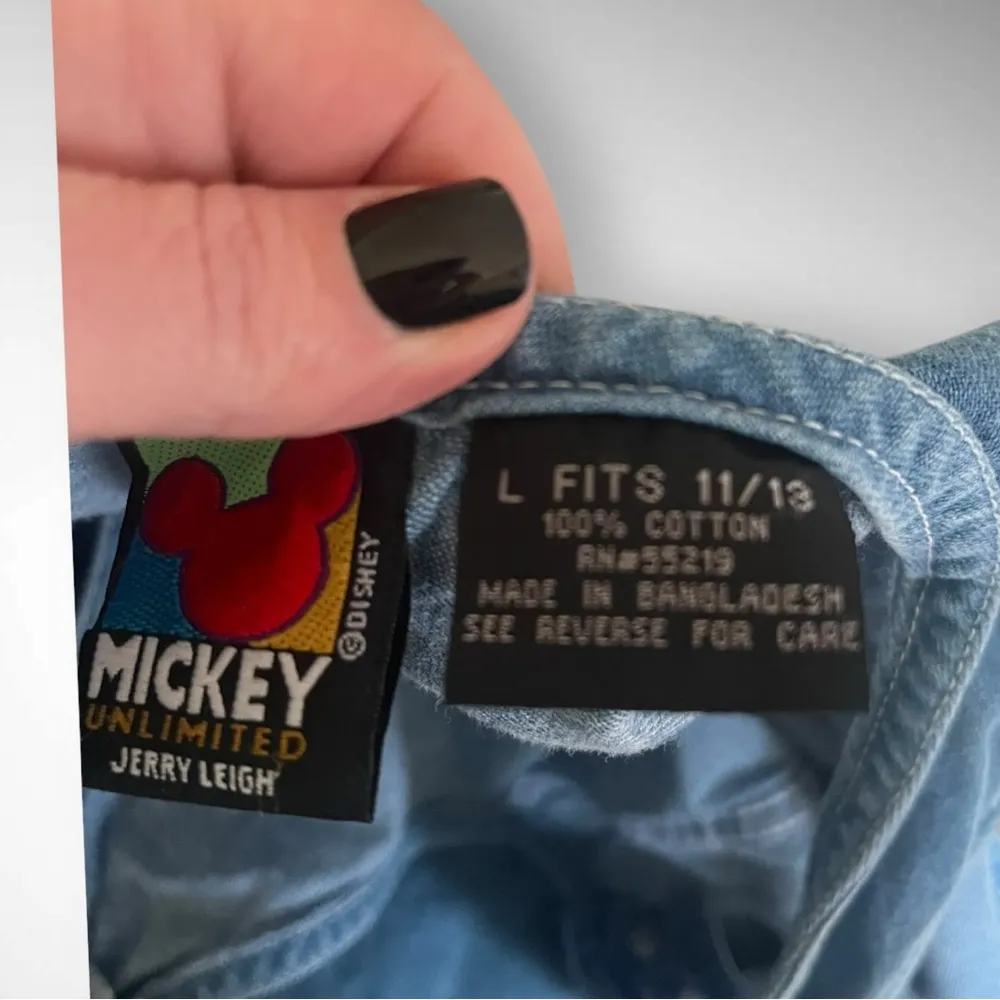 ©DISNEY
MICKEY
UNLIMITED
JERRY LEIGH
L FITS 11/13
100% COTTON
RN#55219
MADE IN BANGLADESH
SEE REVERSE FOR CARE